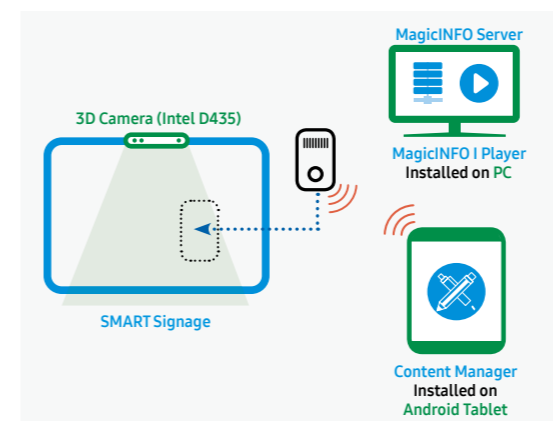 MagicINFO Server
3D Camera (Intel D435)
MagicINFO I Player
Installed on PC
SMART Signage
Content Manager
Installed on
Android Tablet